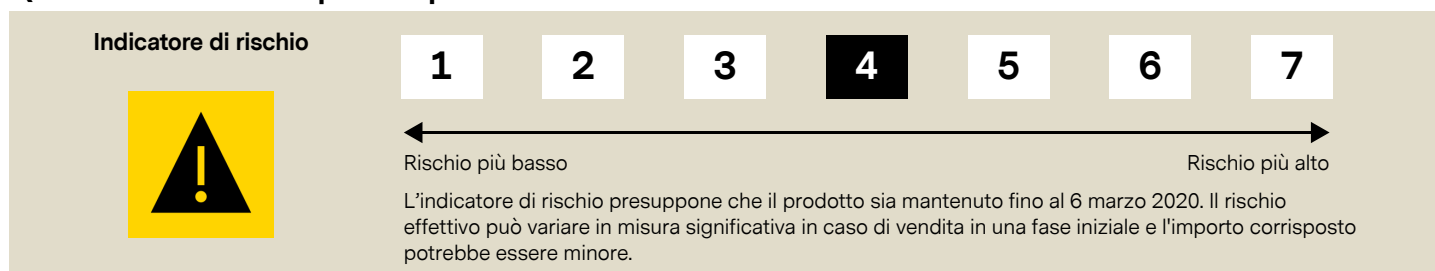 Indicatore di rischio
1 2 3 4 5 6 7
Rischio più basso Rischio più alto
L'indicatore di rischio presuppone che il prodotto sia mantenuto fino al 6 marzo 2020. Il rischio
effettivo può variare in misura significativa in caso di vendita in una fase iniziale e l'importo corrisposto
potrebbe essere minore.